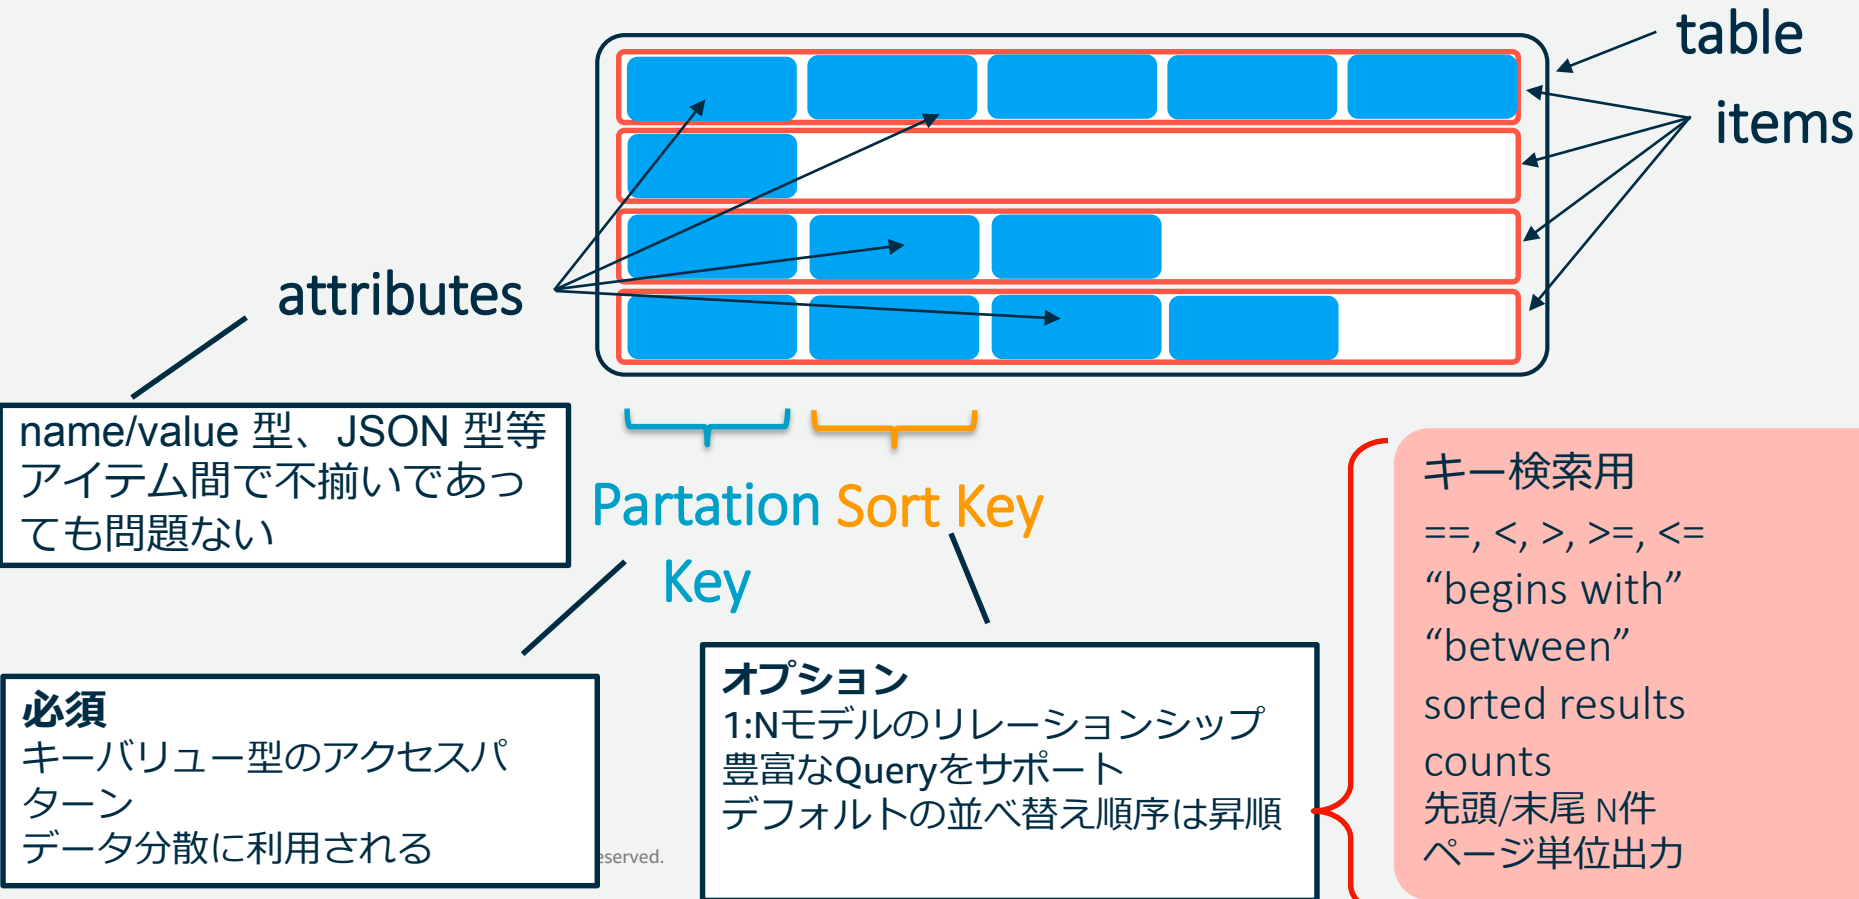 table
items
attributes
name/value 型、JSON 型等
アイテム間で不揃いであっ
ても問題ない
Partation
Key
Sort Key
必須
キーバリュー型のアクセスパ
ターン
データ分散に利用される
オプション
1:Nモデルのリレーションシップ
豊富なQueryをサポート
デフォルトの並べ替え順序は昇順
キー検索用
==, <, >, >=, <=
“begins with”
“between”
sorted results
counts
先頭/末尾 N件
ページ単位出力